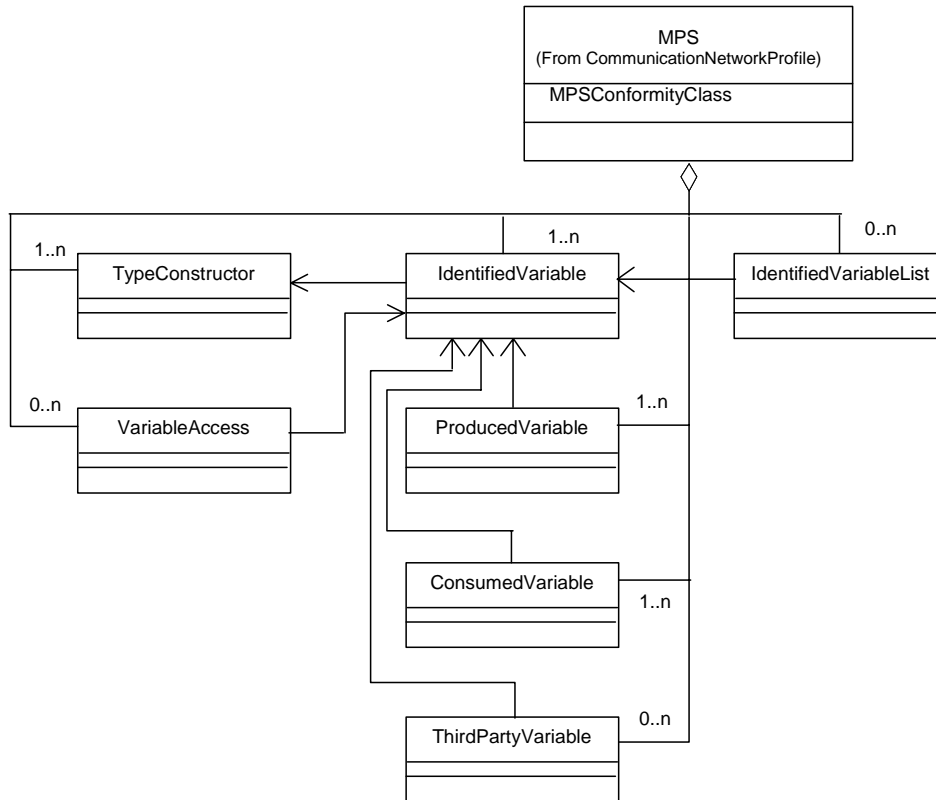 MPS
(From CommunicationNetworkProfile)
MPSConformityClass
1..n
1..n
0..n
TypeConstructor
IdentifiedVariable
IdentifiedVariableList
0..n
1..n
VariableAccess
ProducedVariable
ConsumedVariable
1..n
0..n
ThirdPartyVariable